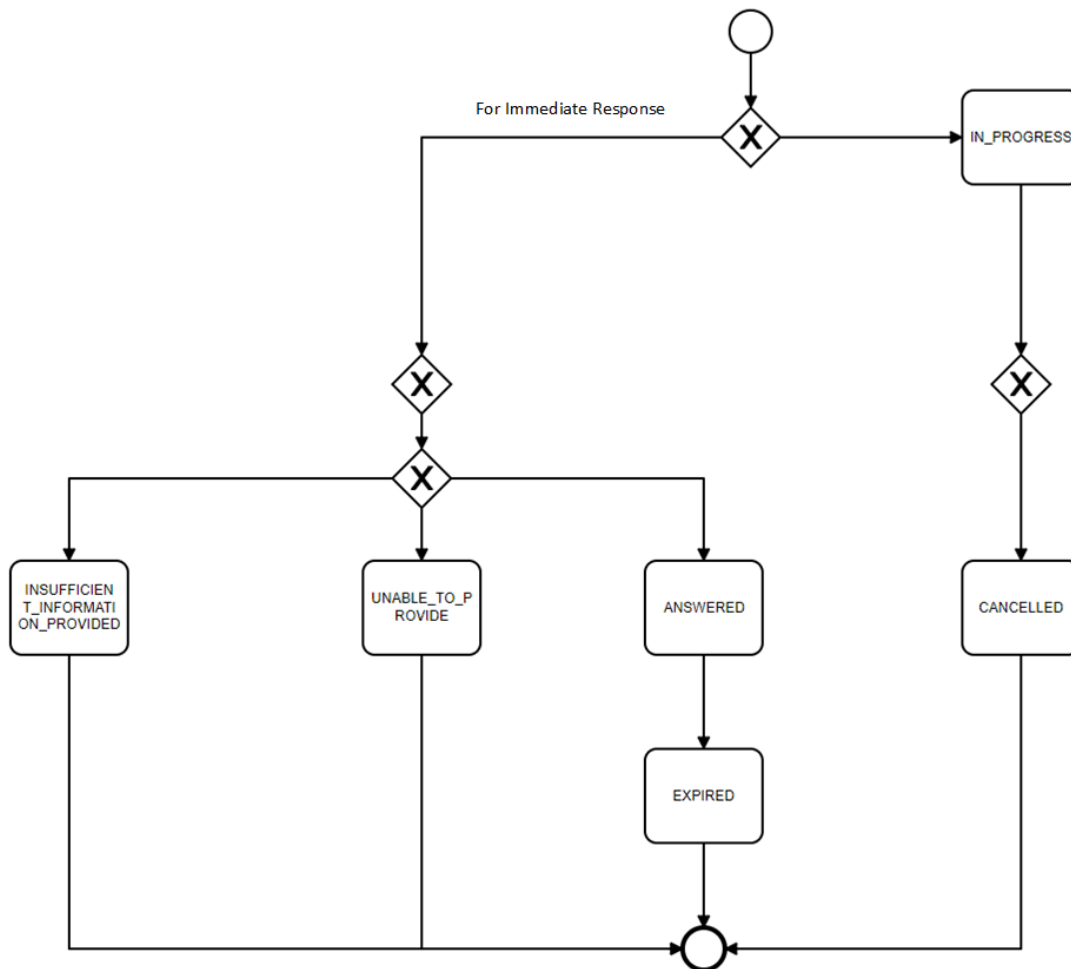 For Immediate Response
IN_PROGRESS
X
X
X
X
INSUFFICIEN
T_INFORMATI
ON_PROVIDED
UNABLE_TO_P
ROVIDE
ANSWERED
CANCELLED
EXPIRED